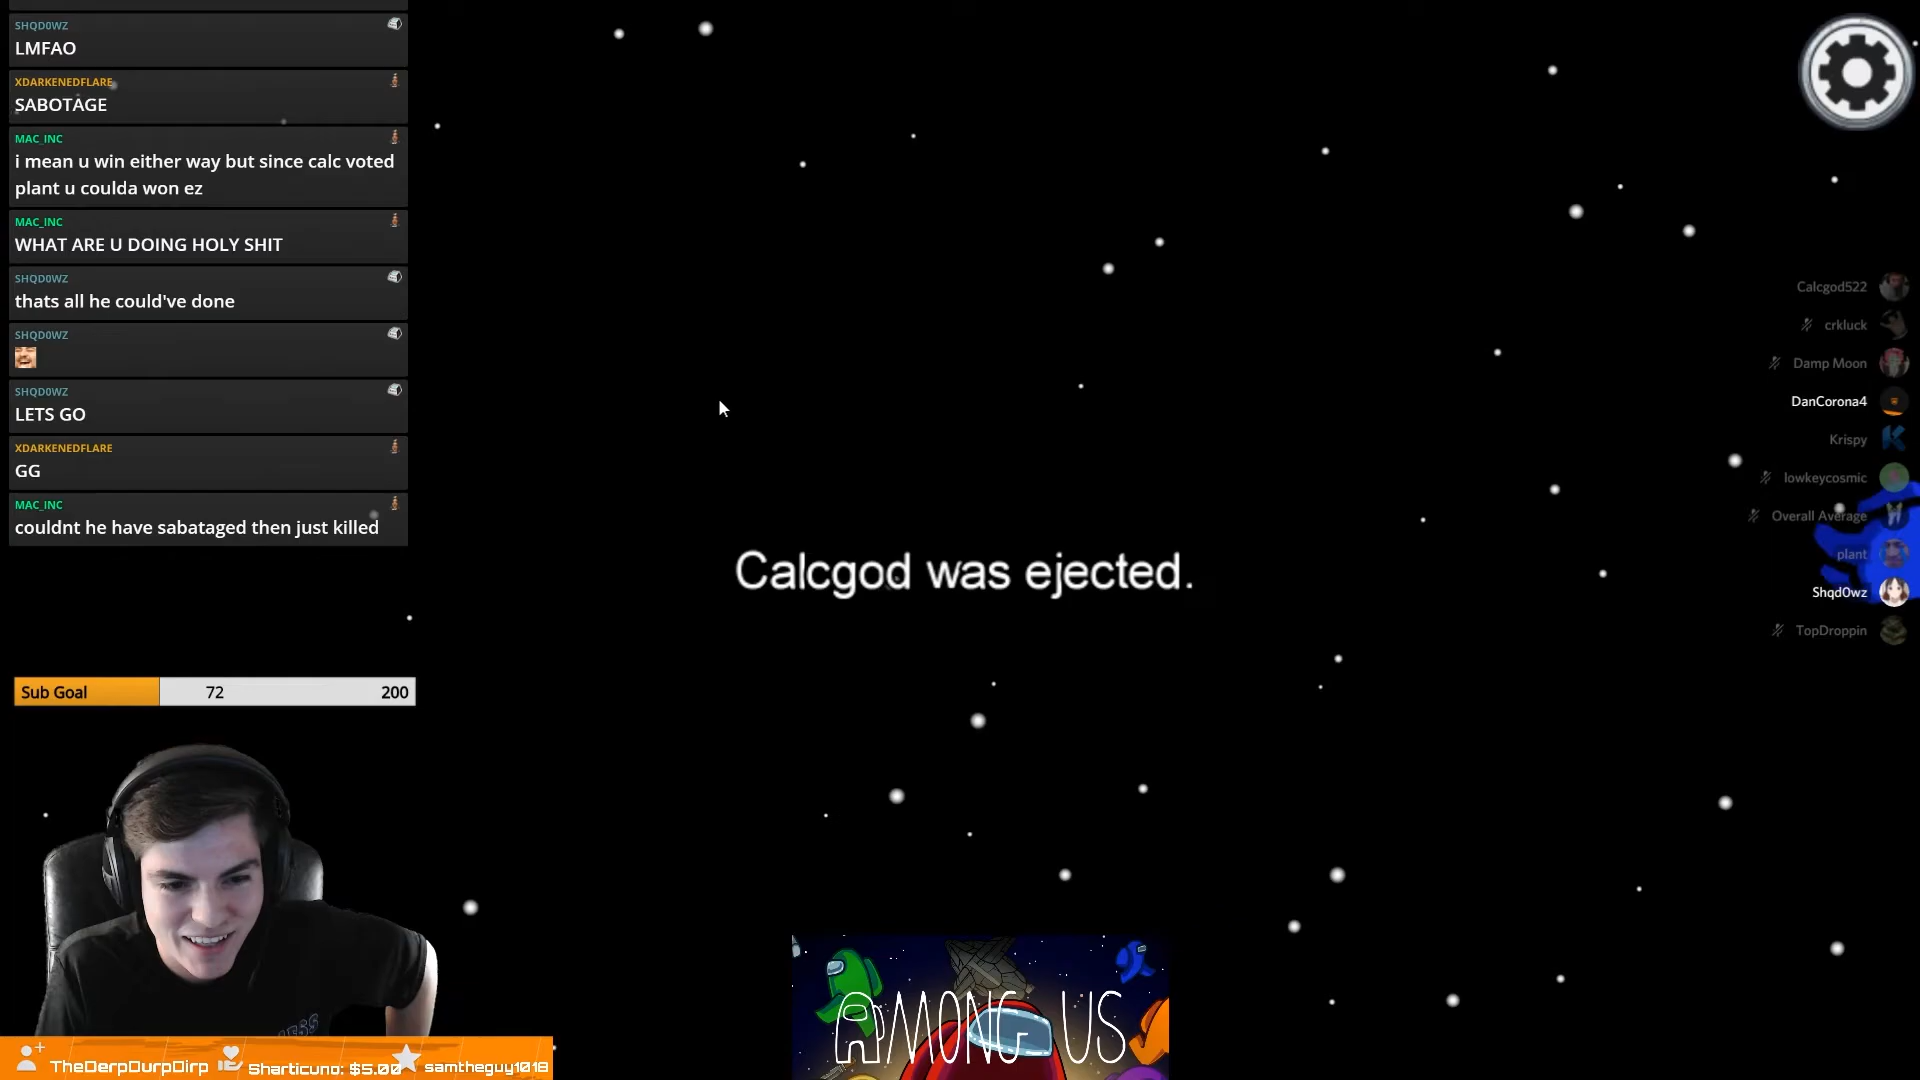 SHQD0WZ
LMFAO
XDARKENEDFLARE
SABOTAGE
MAC_INC
i mean u win either way but since calc voted
plant u coulda won ez
MAC_INC
WHAT ARE U DOING HOLY SHIT
SHQD0WZ
thats all he could've done
SHQD0WZ
SHQD0WZ
LETS GO
XDARKENEDFLARE
GG
MAC_INC
couldnt he have sabataged then just killed
Sub Goal 72 200
Calcgod was ejected.
Calcgod522
crkluck
Damp Moon
DanCorona4
Krispy
lowkeycosmic
Overall Average
plant
Shqd0wz
TopDroppin
AMONG US
TheDerpDurpDirp Sharticuno: $5.00 samtheguy1018